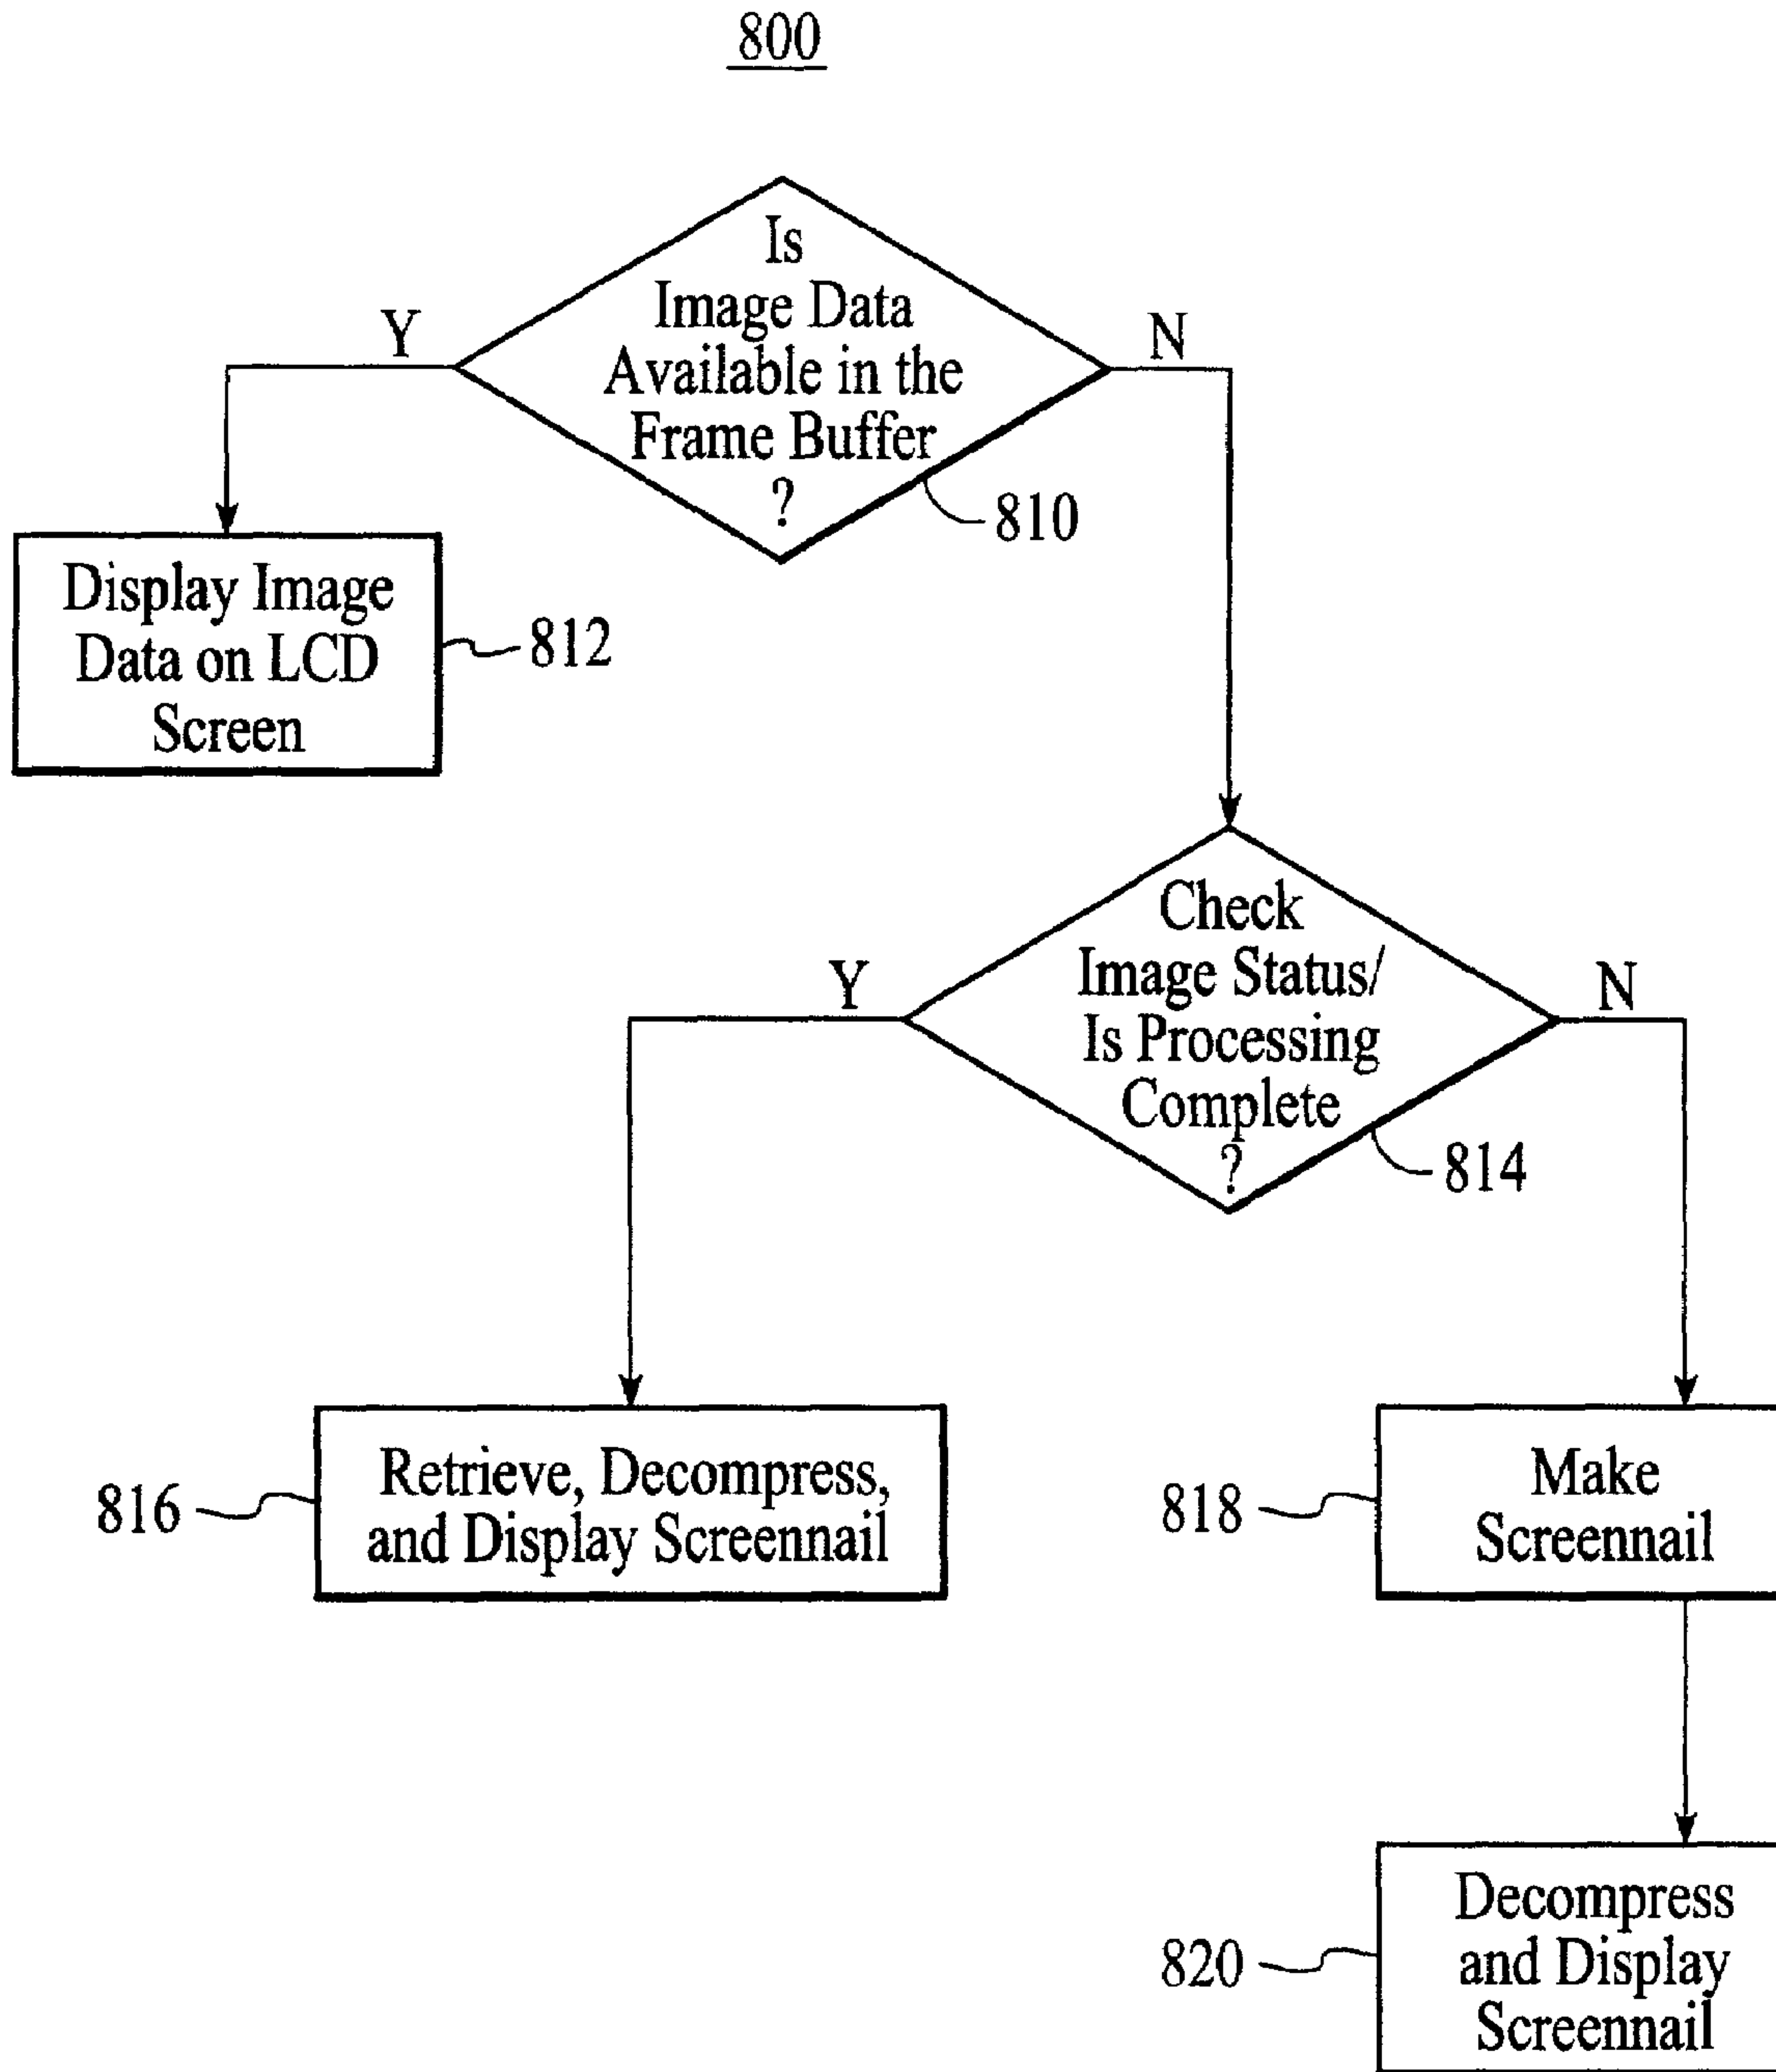 800
Is
Image Data
Available in the
Frame Buffer
?
810
Y
N
Display Image
Data on LCD
Screen
812
Check
Image Status/
Is Processing
Complete
?
814
Y
N
816
Retrieve, Decompress,
and Display Screennail
818
Make
Screennail
820
Decompress
and Display
Screennail